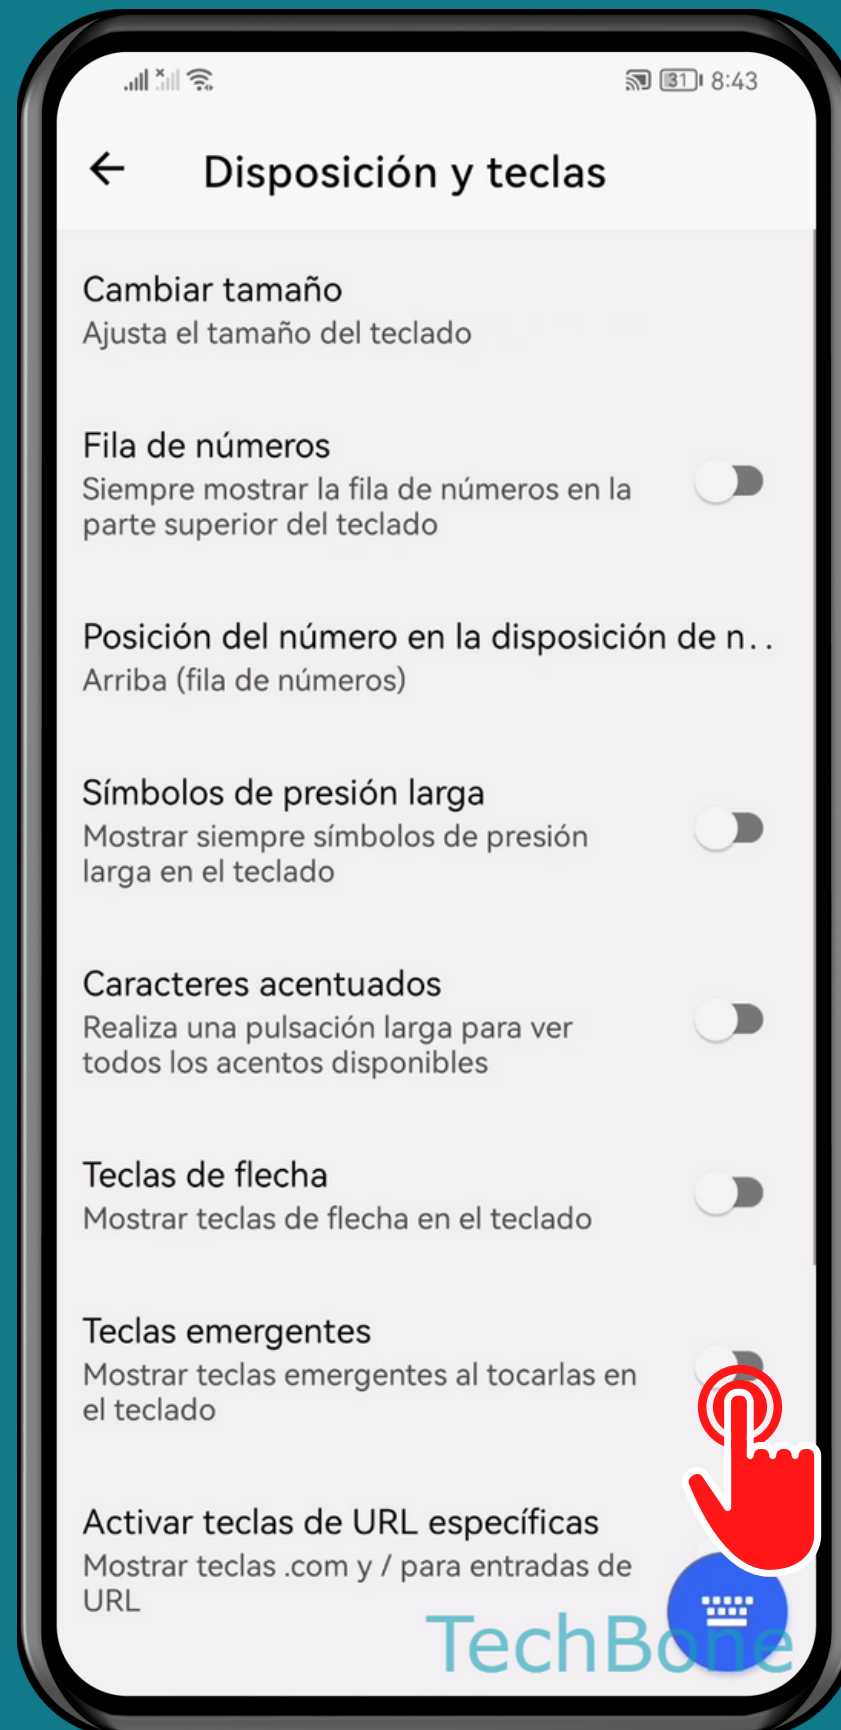 31 8:43
Disposición y teclas
Cambiar tamaño
Ajusta el tamaño del teclado
Fila de números
Siempre mostrar la fila de números en la
parte superior del teclado
Posición del número en la disposición de n..
Arriba (fila de números)
Símbolos de presión larga
Mostrar siempre símbolos de presión
larga en el teclado
Caracteres acentuados
Realiza una pulsación larga para ver
todos los acentos disponibles
Teclas de flecha
Mostrar teclas de flecha en el teclado
Teclas emergentes
Mostrar teclas emergentes al tocarlas en
el teclado
Activar teclas de URL específicas
Mostrar teclas .com y / para entradas de
URL
TechBone